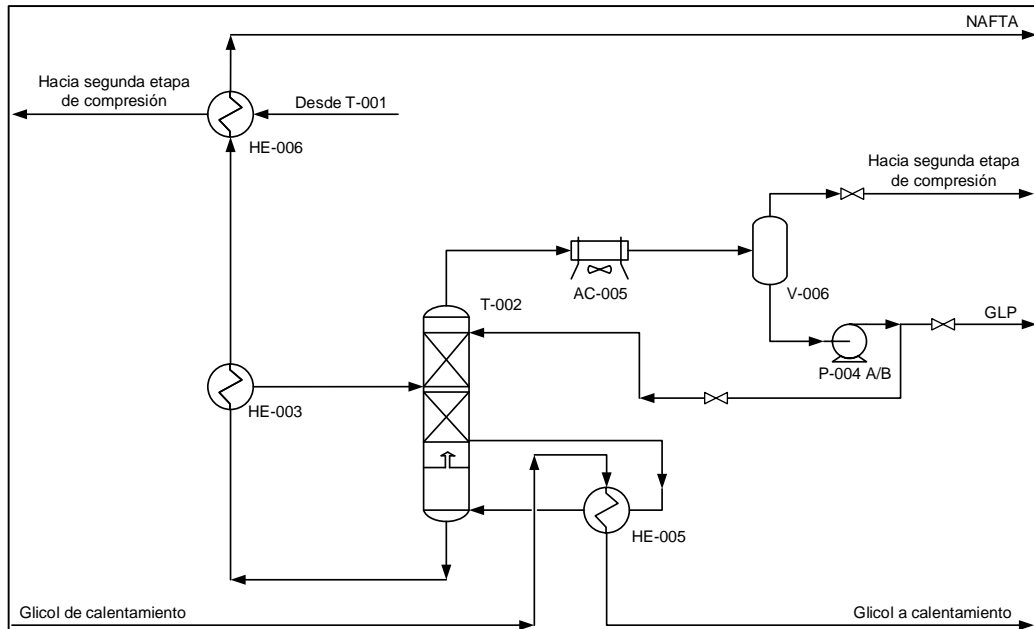 NAFTA
Hacia segunda etapa
de compresión
Desde T-001
HE-006
Hacia segunda etapa
de compresión
AC-005
V-006
T-002
GLP
P-004 A/B
HE-003
HE-005
Glicol de calentamiento
Glicol a calentamiento